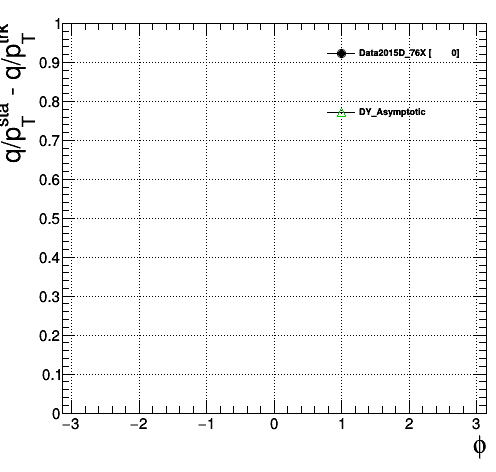 q/p_T^sta - q/p_T^trk
1
0.9
0.8
0.7
0.6
0.5
0.4
0.3
0.2
0.1
0
Data2015D_76X [ 0]
DY_Asymptotic
−3 −2 −1 0 1 2 3
ϕ